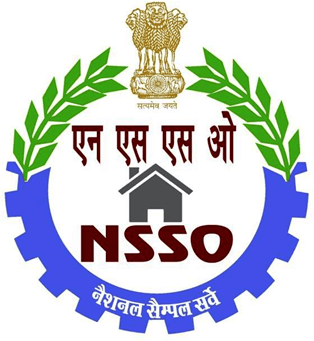 सत्यमेव जयते
एन एस एस ओ
NSSO
नैशनल सैम्पल सर्वे